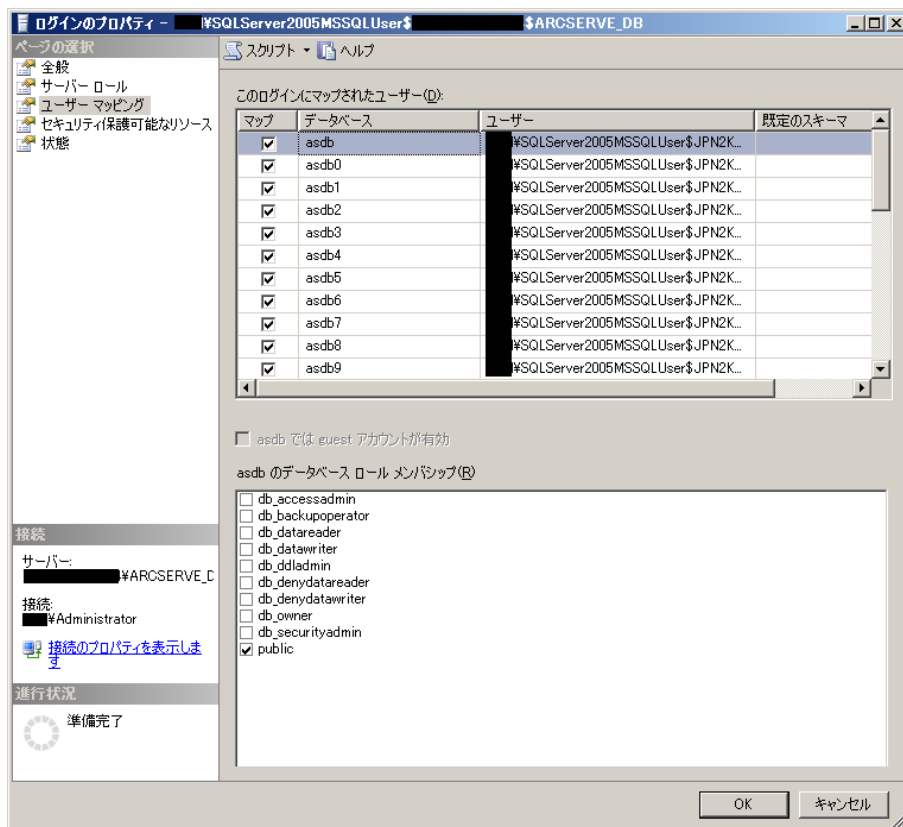 ログインのプロパティ - ¥SQLServer2005MSSQLUser$ $ARCSERVE_DB
ページの選択
全般
サーバー ロール
ユーザー マッピング
セキュリティ保護可能なリソース
状態
スクリプト ヘルプ
このログインにマップされたユーザー(D):
マップ データベース ユーザー 既定のスキーマ
asdb ¥SQLServer2005MSSQLUser$JPN2K...
asdb0 ¥SQLServer2005MSSQLUser$JPN2K...
asdb1 ¥SQLServer2005MSSQLUser$JPN2K...
asdb2 ¥SQLServer2005MSSQLUser$JPN2K...
asdb3 ¥SQLServer2005MSSQLUser$JPN2K...
asdb4 ¥SQLServer2005MSSQLUser$JPN2K...
asdb5 ¥SQLServer2005MSSQLUser$JPN2K...
asdb6 ¥SQLServer2005MSSQLUser$JPN2K...
asdb7 ¥SQLServer2005MSSQLUser$JPN2K...
asdb8 ¥SQLServer2005MSSQLUser$JPN2K...
asdb9 ¥SQLServer2005MSSQLUser$JPN2K...
asdb では guest アカウントが有効
asdb のデータベース ロール メンバシップ(R)
db_accessadmin
db_backupoperator
db_datareader
db_datawriter
db_ddladmin
db_denydatareader
db_denydatawriter
db_owner
db_securityadmin
public
接続
サーバー:
¥ARCSERVE_D
接続:
¥Administrator
接続のプロパティを表示しま
す
進行状況
準備完了
OK キャンセル